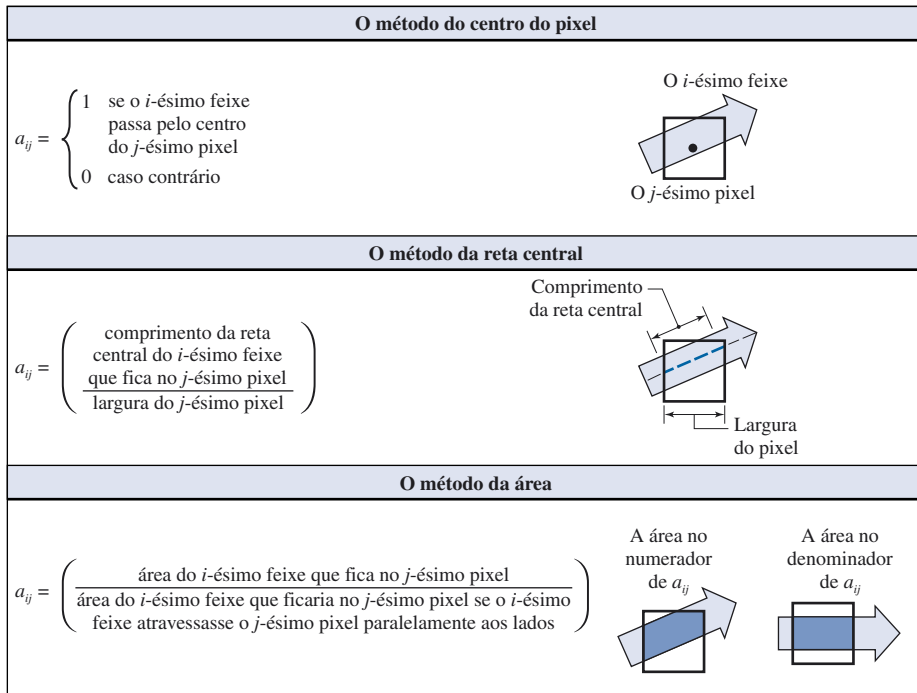 O método do centro do pixel
a_ij =
1 se o i-ésimo feixe
passa pelo centro
do j-ésimo pixel
0 caso contrário
O i-ésimo feixe
O j-ésimo pixel
O método da reta central
a_ij =
comprimento da reta
central do i-ésimo feixe
que fica no j-ésimo pixel
largura do j-ésimo pixel
Comprimento
da reta central
Largura
do pixel
O método da área
a_ij =
área do i-ésimo feixe que fica no j-ésimo pixel
área do i-ésimo feixe que ficaria no j-ésimo pixel se o i-ésimo
feixe atravessasse o j-ésimo pixel paralelamente aos lados
A área no
numerador
de a_ij
A área no
denominador
de a_ij